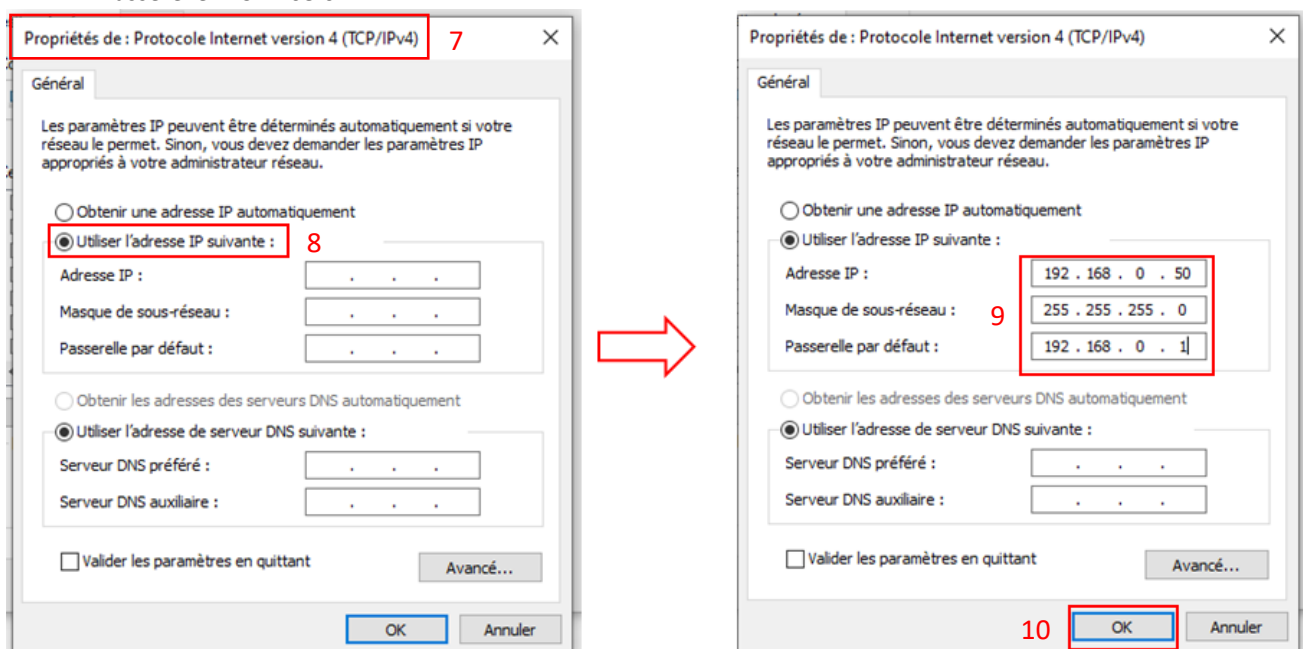 Propriétés de : Protocole Internet version 4 (TCP/IPv4) 7
Général
Les paramètres IP peuvent être déterminés automatiquement si votre
réseau le permet. Sinon, vous devez demander les paramètres IP
appropriés à votre administrateur réseau.
Obtenir une adresse IP automatiquement
Utiliser l'adresse IP suivante : 8
Adresse IP : . . .
Masque de sous-réseau : . . .
Passerelle par défaut : . . .
Obtenir les adresses des serveurs DNS automatiquement
Utiliser l'adresse de serveur DNS suivante :
Serveur DNS préféré : . . .
Serveur DNS auxiliaire : . . .
Valider les paramètres en quittant
Avancé...
OK Annuler
Propriétés de : Protocole Internet version 4 (TCP/IPv4)
Général
Les paramètres IP peuvent être déterminés automatiquement si votre
réseau le permet. Sinon, vous devez demander les paramètres IP
appropriés à votre administrateur réseau.
Obtenir une adresse IP automatiquement
Utiliser l'adresse IP suivante :
Adresse IP : 192 . 168 . 0 . 50
Masque de sous-réseau : 9 255 . 255 . 255 . 0
Passerelle par défaut : 192 . 168 . 0 . 1
Obtenir les adresses des serveurs DNS automatiquement
Utiliser l'adresse de serveur DNS suivante :
Serveur DNS préféré : . . .
Serveur DNS auxiliaire : . . .
Valider les paramètres en quittant
Avancé...
10 OK Annuler